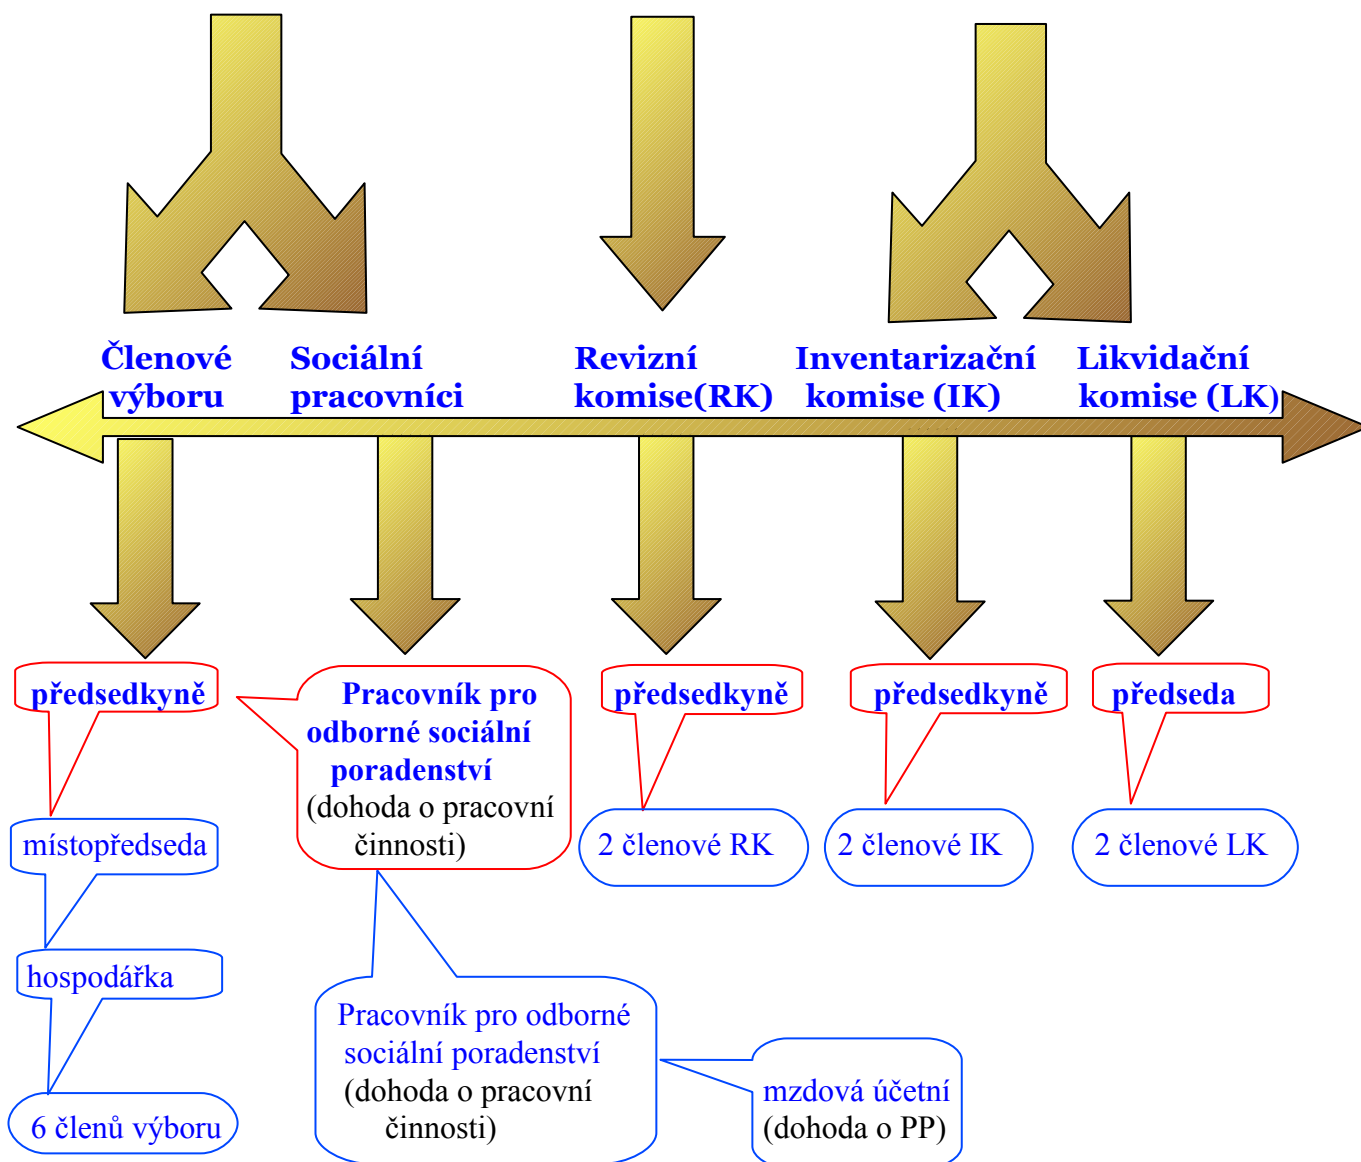 Členové
výboru
Sociální
pracovníci
Revizní
komise(RK)
Inventarizační
komise (IK)
Likvidační
komise (LK)
předsedkyně
místopředseda
hospodářka
6 členů výboru
Pracovník pro
odborné sociální
poradenství
(dohoda o pracovní
činnosti)
Pracovník pro odborné
sociální poradenství
(dohoda o pracovní
činnosti)
mzdová účetní
(dohoda o PP)
předsedkyně
2 členové RK
předsedkyně
2 členové IK
předseda
2 členové LK